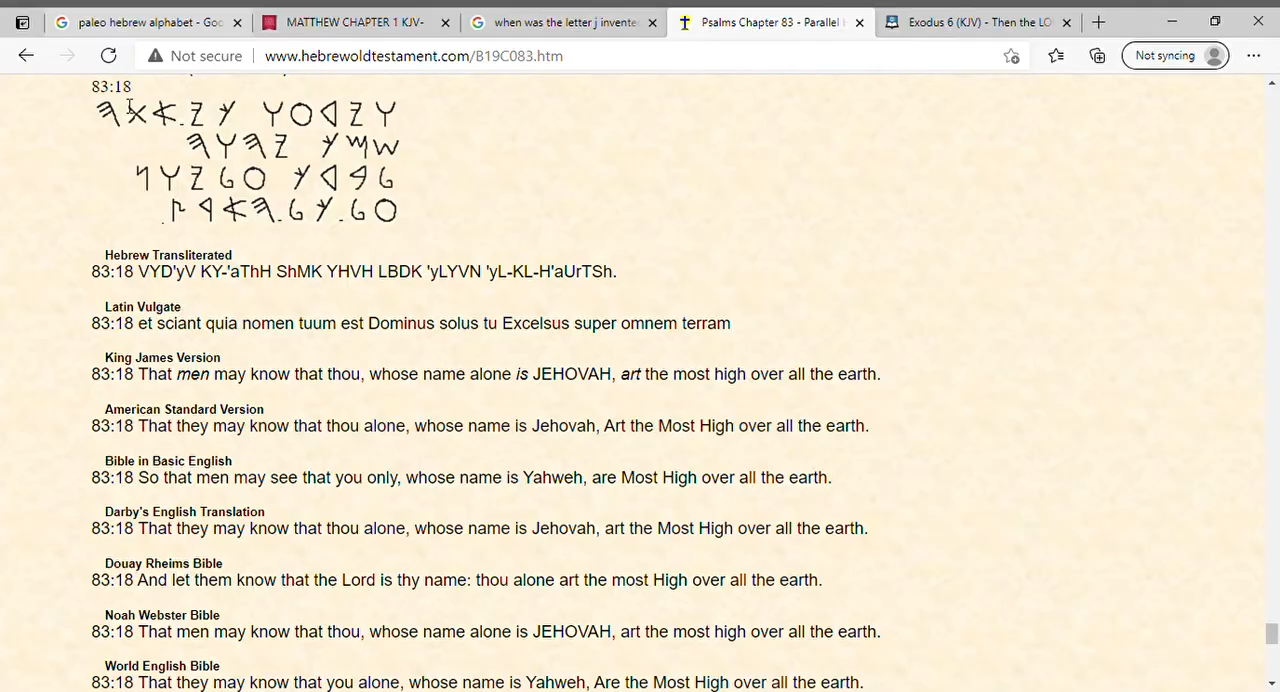 paleo hebrew alphabet - Goo
MATTHEW CHAPTER 1 KJV-
when was the letter j invente
Psalms Chapter 83 - Parallel
Exodus 6 (KJV) - Then the LO
Not secure
www.hebrewoldtestament.com/B19C083.htm
Not syncing
83:18
𐤅𐤉𐤃𐤏𐤅 𐤊𐤉.𐤀𐤕𐤄
𐤔𐤌𐤊 𐤉𐤄𐤅𐤄
𐤋𐤁𐤃𐤊 𐤏𐤋𐤉𐤅𐤍
𐤏𐤋.𐤊𐤋.𐤄𐤀𐤓𐤑.
Hebrew Transliterated
83:18 VYD'yV KY-'aThH ShMK YHVH LBDK 'yLYVN 'yL-KL-H'aUrTSh.
Latin Vulgate
83:18 et sciant quia nomen tuum est Dominus solus tu Excelsus super omnem terram
King James Version
83:18 That men may know that thou, whose name alone is JEHOVAH, art the most high over all the earth.
American Standard Version
83:18 That they may know that thou alone, whose name is Jehovah, Art the Most High over all the earth.
Bible in Basic English
83:18 So that men may see that you only, whose name is Yahweh, are Most High over all the earth.
Darby's English Translation
83:18 That they may know that thou alone, whose name is Jehovah, art the Most High over all the earth.
Douay Rheims Bible
83:18 And let them know that the Lord is thy name: thou alone art the most High over all the earth.
Noah Webster Bible
83:18 That men may know that thou, whose name alone is JEHOVAH, art the most high over all the earth.
World English Bible
83:18 That they may know that you alone, whose name is Yahweh, Are the Most High over all the earth.